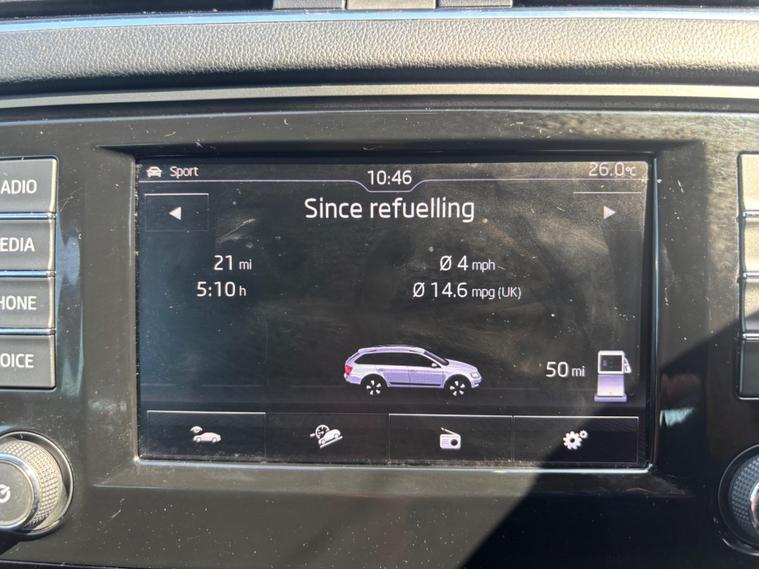 Sport
10:46
26.0°C
ADIO
Since refuelling
EDIA
21 mi
Ø 4 mph
5:10 h
Ø 14.6 mpg (UK)
HONE
OICE
50 mi